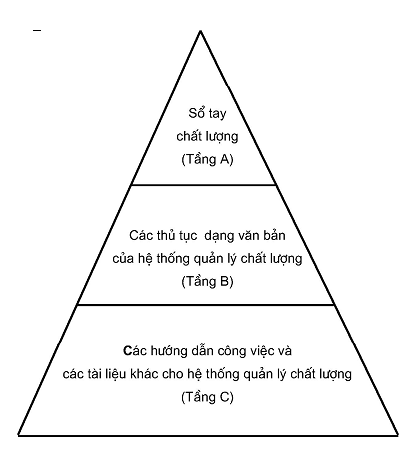 Sổ tay
chất lượng
(Tầng A)
Các thủ tục dạng văn bản
của hệ thống quản lý chất lượng
(Tầng B)
Các hướng dẫn công việc và
các tài liệu khác cho hệ thống quản lý chất lượng
(Tầng C)